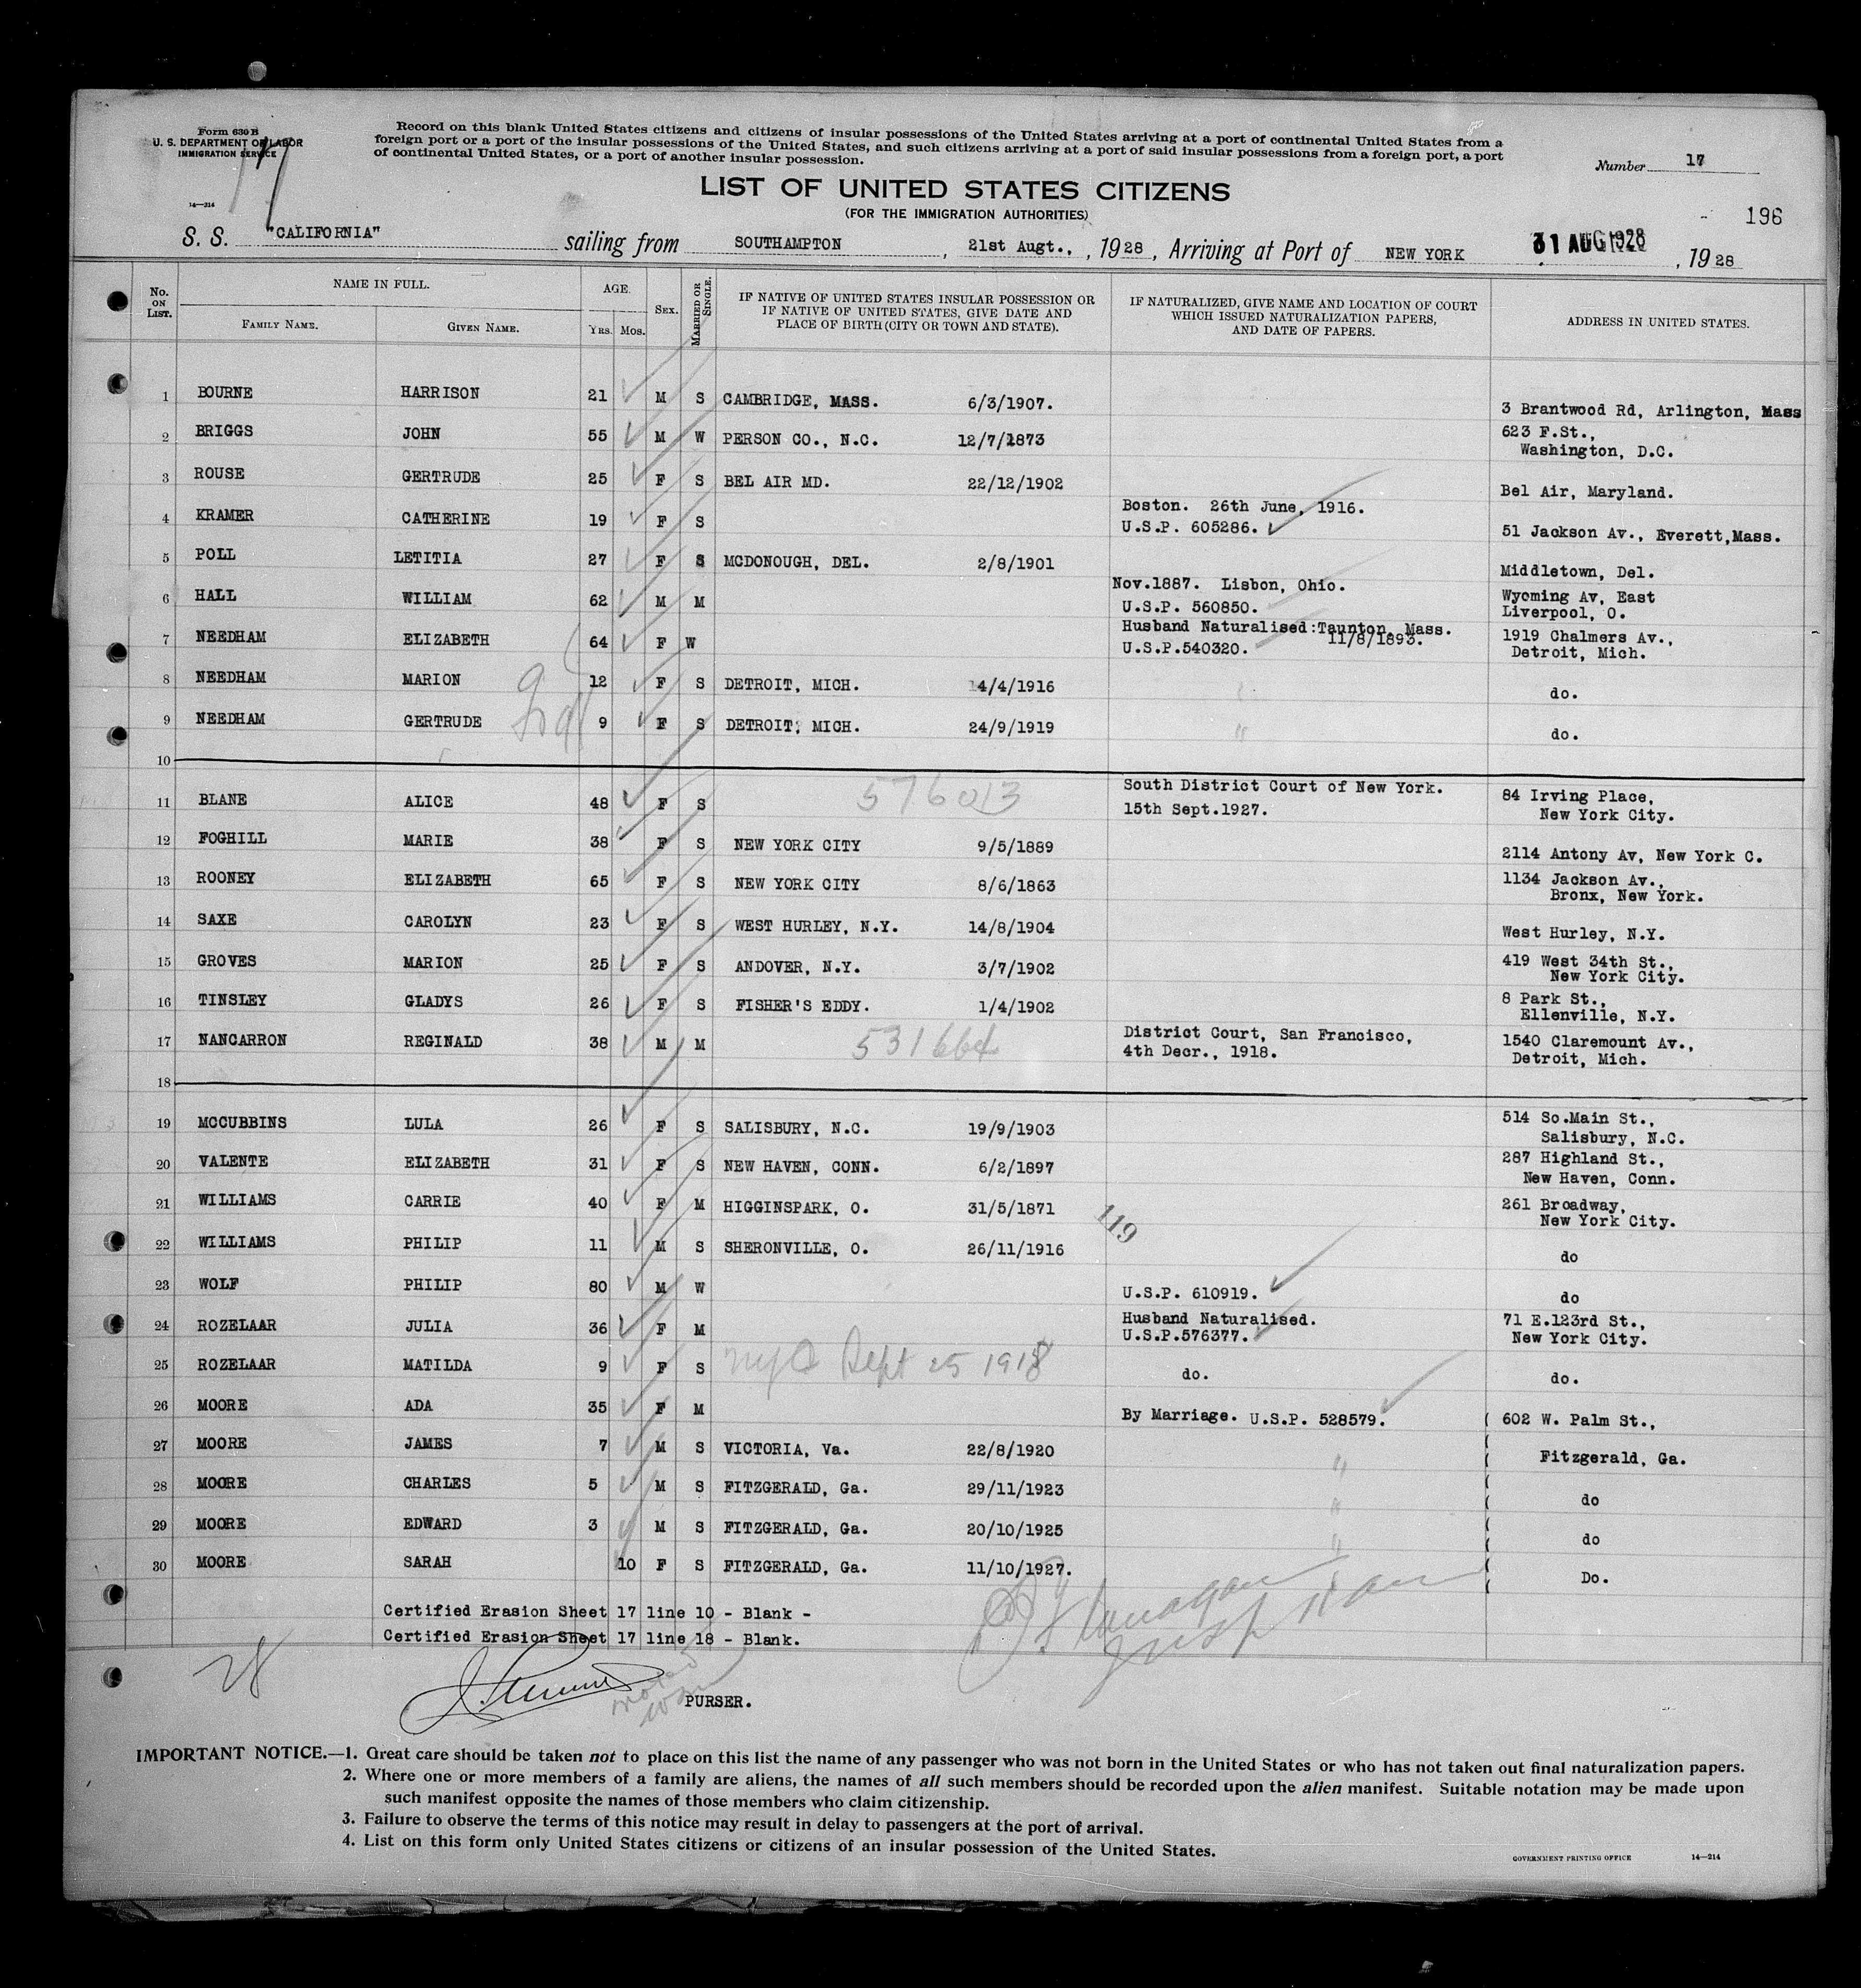 Form 630 B
U. S. DEPARTMENT OF LABOR
IMMIGRATION SERVICE
17
14—214
Record on this blank United States citizens and citizens of insular possessions of the United States arriving at a port of continental United States from a
foreign port or a port of the insular possessions of the United States, and such citizens arriving at a port of said insular possessions from a foreign port, a port
of continental United States, or a port of another insular possession.
Number 17
LIST OF UNITED STATES CITIZENS
(FOR THE IMMIGRATION AUTHORITIES)
196
S. S. "CALIFORNIA" sailing from SOUTHAMPTON, 21st Augt., , 1928, Arriving at Port of NEW YORK 31 AUG 1928, 1928
No. ON LIST. NAME IN FULL. FAMILY NAME. GIVEN NAME. AGE. YRS. MOS. SEX. MARRIED OR SINGLE. IF NATIVE OF UNITED STATES INSULAR POSSESSION OR IF NATIVE OF UNITED STATES, GIVE DATE AND PLACE OF BIRTH (CITY OR TOWN AND STATE). IF NATURALIZED, GIVE NAME AND LOCATION OF COURT WHICH ISSUED NATURALIZATION PAPERS, AND DATE OF PAPERS. ADDRESS IN UNITED STATES.
1 BOURNE HARRISON 21 M S CAMBRIDGE, MASS. 6/3/1907. 3 Brantwood Rd, Arlington, Mass
2 BRIGGS JOHN 55 M W PERSON CO., N.C. 12/7/1873 623 F.St., Washington, D.C.
3 ROUSE GERTRUDE 25 F S BEL AIR MD. 22/12/1902 Bel Air, Maryland.
4 KRAMER CATHERINE 19 F S Boston. 26th June, 1916. U.S.P. 605286. 51 Jackson Av., Everett,Mass.
5 POLL LETITIA 27 F S MCDONOUGH, DEL. 2/8/1901 Middletown, Del.
6 HALL WILLIAM 62 M M Nov.1887. Lisbon, Ohio. U.S.P. 560850. Wyoming Av, East Liverpool, O.
7 NEEDHAM ELIZABETH 64 F W Husband Naturalised:Taunton, Mass. 11/8/1893. U.S.P.540320. 1919 Chalmers Av., Detroit, Mich.
8 NEEDHAM MARION 12 F S DETROIT, MICH. 4/4/1916 " do.
9 NEEDHAM GERTRUDE 9 F S DETROIT, MICH. 24/9/1919 " do.
10
11 BLANE ALICE 48 F S 576013 South District Court of New York. 15th Sept.1927. 84 Irving Place, New York City.
12 FOGHILL MARIE 38 F S NEW YORK CITY 9/5/1889 2114 Antony Av, New York C.
13 ROONEY ELIZABETH 65 F S NEW YORK CITY 8/6/1863 1134 Jackson Av., Bronx, New York.
14 SAXE CAROLYN 23 F S WEST HURLEY, N.Y. 14/8/1904 West Hurley, N.Y.
15 GROVES MARION 25 F S ANDOVER, N.Y. 3/7/1902 419 West 34th St., New York City.
16 TINSLEY GLADYS 26 F S FISHER'S EDDY. 1/4/1902 8 Park St., Ellenville, N.Y.
17 NANCARRON REGINALD 38 M M 531664 District Court, San Francisco, 4th Decr., 1918. 1540 Claremount Av., Detroit, Mich.
18
19 MCCUBBINS LULA 26 F S SALISBURY, N.C. 19/9/1903 514 So.Main St., Salisbury, N.C.
20 VALENTE ELIZABETH 31 F S NEW HAVEN, CONN. 6/2/1897 287 Highland St., New Haven, Conn.
21 WILLIAMS CARRIE 40 F M HIGGINSPARK, O. 31/5/1871 119 261 Broadway, New York City.
22 WILLIAMS PHILIP 11 M S SHERONVILLE, O. 26/11/1916 do
23 WOLF PHILIP 80 M W U.S.P. 610919. do
24 ROZELAAR JULIA 36 F M Husband Naturalised. U.S.P.576377. 71 E.123rd St., New York City.
25 ROZELAAR MATILDA 9 F S NYC Sept 25 1918 do. do.
26 MOORE ADA 35 F M By Marriage. U.S.P. 528579. 602 W. Palm St.,
27 MOORE JAMES 7 M S VICTORIA, Va. 22/8/1920 " Fitzgerald, Ga.
28 MOORE CHARLES 5 M S FITZGERALD, Ga. 29/11/1923 " do
29 MOORE EDWARD 3 M S FITZGERALD, Ga. 20/10/1925 " do
30 MOORE SARAH 10 F S FITZGERALD, Ga. 11/10/1927. Do.
Certified Erasion Sheet 17 line 10 - Blank -
Certified Erasion Sheet 17 line 18 - Blank.
28
PURSER.
IMPORTANT NOTICE.—1. Great care should be taken not to place on this list the name of any passenger who was not born in the United States or who has not taken out final naturalization papers.
2. Where one or more members of a family are aliens, the names of all such members should be recorded upon the alien manifest. Suitable notation may be made upon
such manifest opposite the names of those members who claim citizenship.
3. Failure to observe the terms of this notice may result in delay to passengers at the port of arrival.
4. List on this form only United States citizens or citizens of an insular possession of the United States.
GOVERNMENT PRINTING OFFICE 14—214